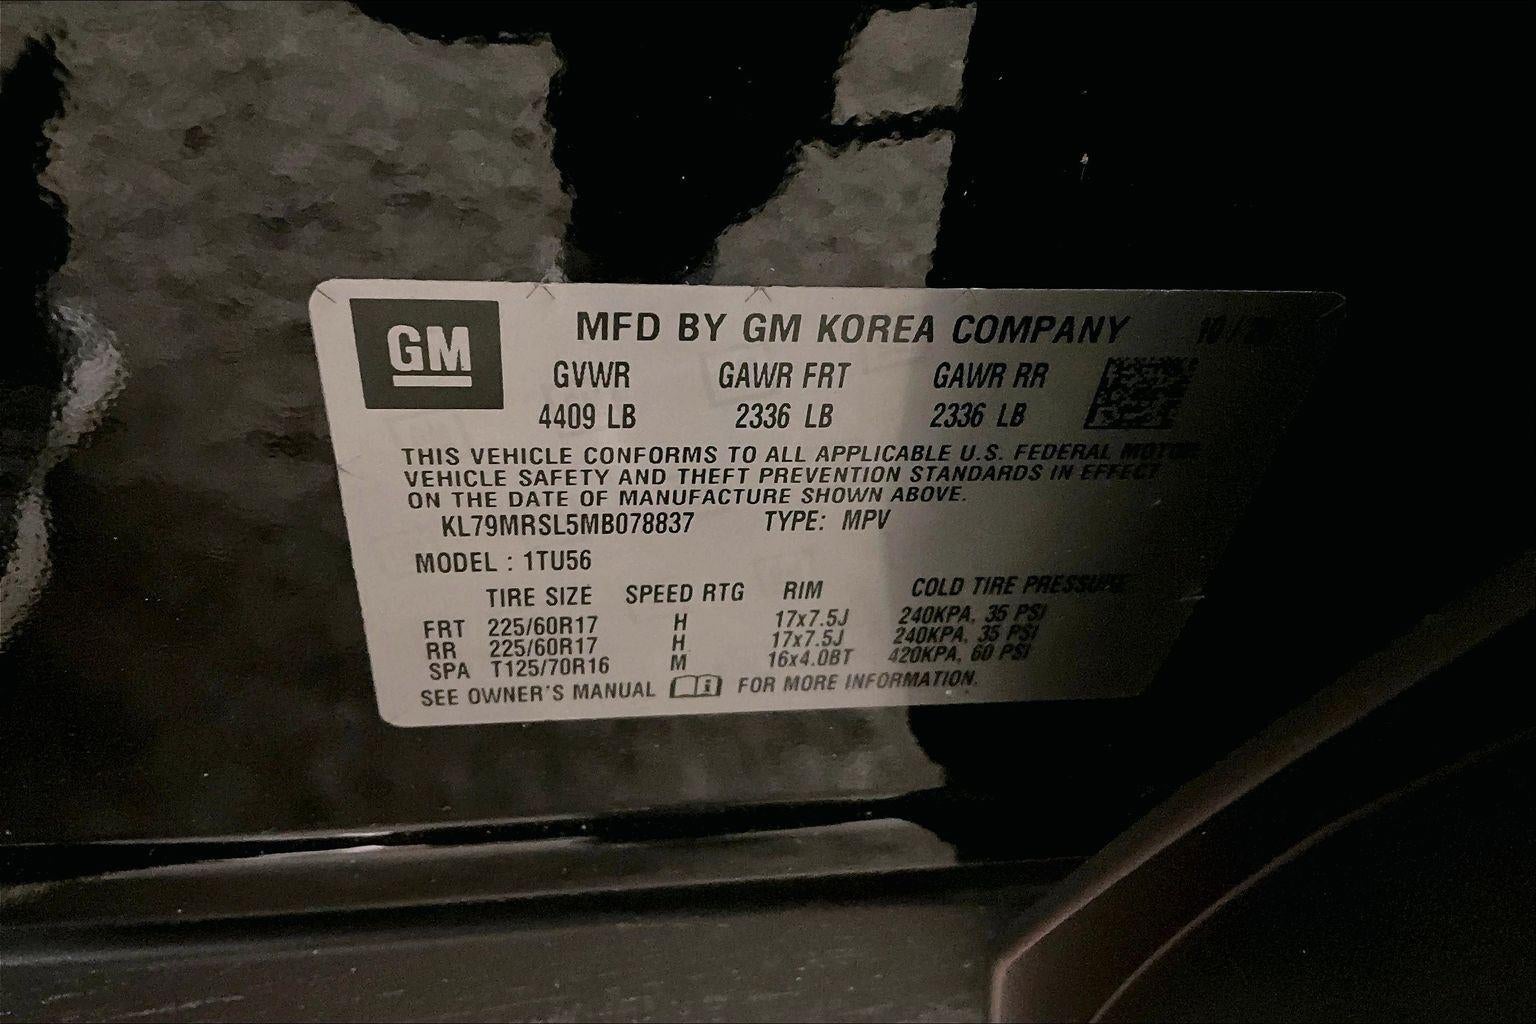 GM
MFD BY GM KOREA COMPANY 10/20
GVWR GAWR FRT GAWR RR
4409 LB 2336 LB 2336 LB
THIS VEHICLE CONFORMS TO ALL APPLICABLE U.S. FEDERAL MOTOR
VEHICLE SAFETY AND THEFT PREVENTION STANDARDS IN EFFECT
ON THE DATE OF MANUFACTURE SHOWN ABOVE.
KL79MRSL5MB078837 TYPE: MPV
MODEL : 1TU56
TIRE SIZE SPEED RTG RIM COLD TIRE PRESSURE
FRT 225/60R17 H 17x7.5J 240KPA, 35 PSI
RR 225/60R17 H 17x7.5J 240KPA, 35 PSI
SPA T125/70R16 M 16x4.0BT 420KPA, 60 PSI
SEE OWNER'S MANUAL i FOR MORE INFORMATION.